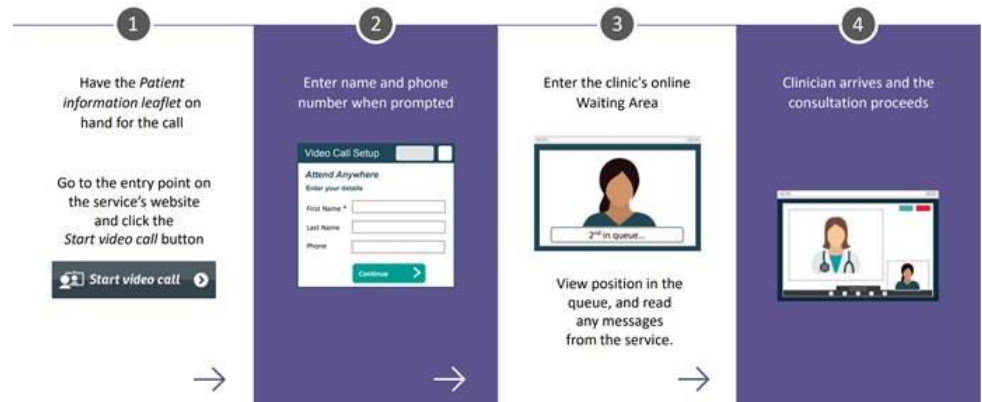 1
Have the Patient
information leaflet on
hand for the call
Go to the entry point on
the service's website
and click the
Start video call button
Start video call
2
Enter name and phone
number when prompted
Video Call Setup
Attend Anywhere
Enter your details
First Name *
Last Name
Phone
Continue
3
Enter the clinic's online
Waiting Area
2nd in queue...
View position in the
queue, and read
any messages
from the service.
4
Clinician arrives and the
consultation proceeds